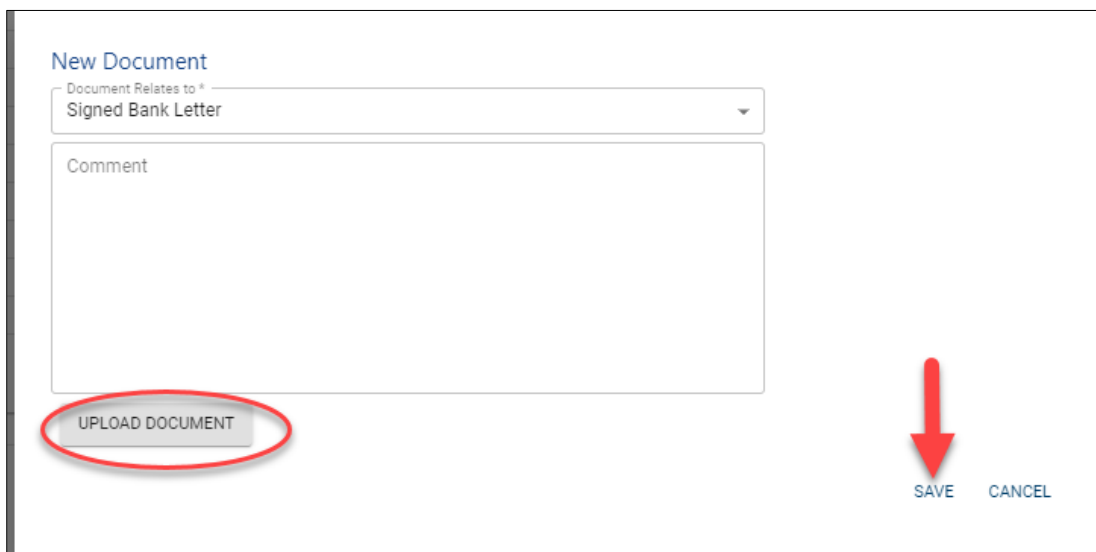 New Document
Document Relates to *
Signed Bank Letter
Comment
UPLOAD DOCUMENT
SAVE CANCEL